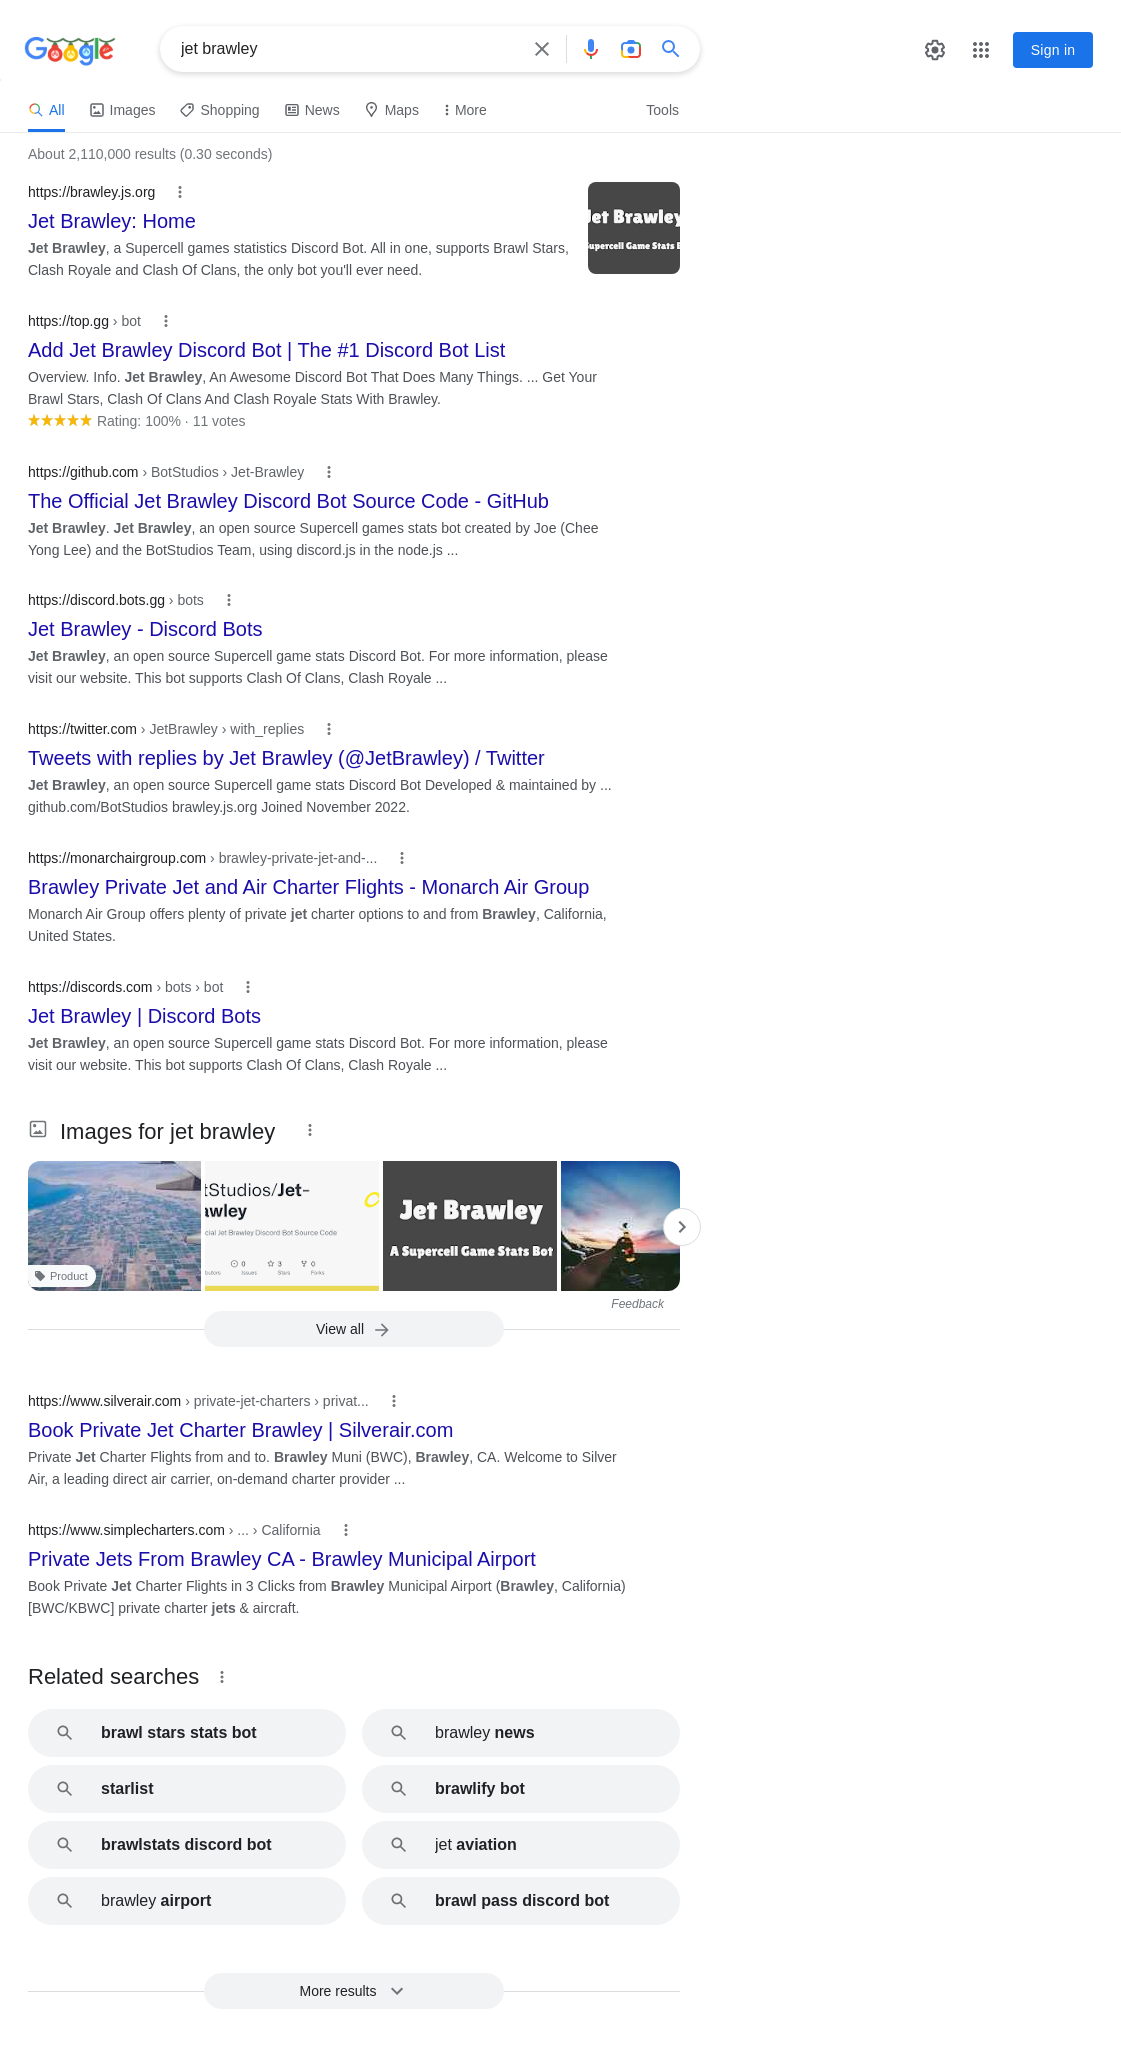 Google
jet brawley
Sign in
All Images Shopping News Maps More Tools
About 2,110,000 results (0.30 seconds)
https://brawley.js.org
Jet Brawley: Home
Jet Brawley, a Supercell games statistics Discord Bot. All in one, supports Brawl Stars,
Clash Royale and Clash Of Clans, the only bot you'll ever need.
Jet Brawley
Supercell Game Stats B
https://top.gg › bot
Add Jet Brawley Discord Bot | The #1 Discord Bot List
Overview. Info. Jet Brawley, An Awesome Discord Bot That Does Many Things. ... Get Your
Brawl Stars, Clash Of Clans And Clash Royale Stats With Brawley.
Rating: 100% · 11 votes
https://github.com › BotStudios › Jet-Brawley
The Official Jet Brawley Discord Bot Source Code - GitHub
Jet Brawley. Jet Brawley, an open source Supercell games stats bot created by Joe (Chee
Yong Lee) and the BotStudios Team, using discord.js in the node.js ...
https://discord.bots.gg › bots
Jet Brawley - Discord Bots
Jet Brawley, an open source Supercell game stats Discord Bot. For more information, please
visit our website. This bot supports Clash Of Clans, Clash Royale ...
https://twitter.com › JetBrawley › with_replies
Tweets with replies by Jet Brawley (@JetBrawley) / Twitter
Jet Brawley, an open source Supercell game stats Discord Bot Developed & maintained by ...
github.com/BotStudios brawley.js.org Joined November 2022.
https://monarchairgroup.com › brawley-private-jet-and-...
Brawley Private Jet and Air Charter Flights - Monarch Air Group
Monarch Air Group offers plenty of private jet charter options to and from Brawley, California,
United States.
https://discords.com › bots › bot
Jet Brawley | Discord Bots
Jet Brawley, an open source Supercell game stats Discord Bot. For more information, please
visit our website. This bot supports Clash Of Clans, Clash Royale ...
Images for jet brawley
Product
tStudios/Jet-
awley
cial Jet Brawley Discord Bot Source Code
0 3 0
butors Issues Stars Forks
Jet Brawley
A Supercell Game Stats Bot
Feedback
View all
https://www.silverair.com › private-jet-charters › privat...
Book Private Jet Charter Brawley | Silverair.com
Private Jet Charter Flights from and to. Brawley Muni (BWC), Brawley, CA. Welcome to Silver
Air, a leading direct air carrier, on-demand charter provider ...
https://www.simplecharters.com › ... › California
Private Jets From Brawley CA - Brawley Municipal Airport
Book Private Jet Charter Flights in 3 Clicks from Brawley Municipal Airport (Brawley, California)
[BWC/KBWC] private charter jets & aircraft.
Related searches
brawl stars stats bot
brawley news
starlist
brawlify bot
brawlstats discord bot
jet aviation
brawley airport
brawl pass discord bot
More results